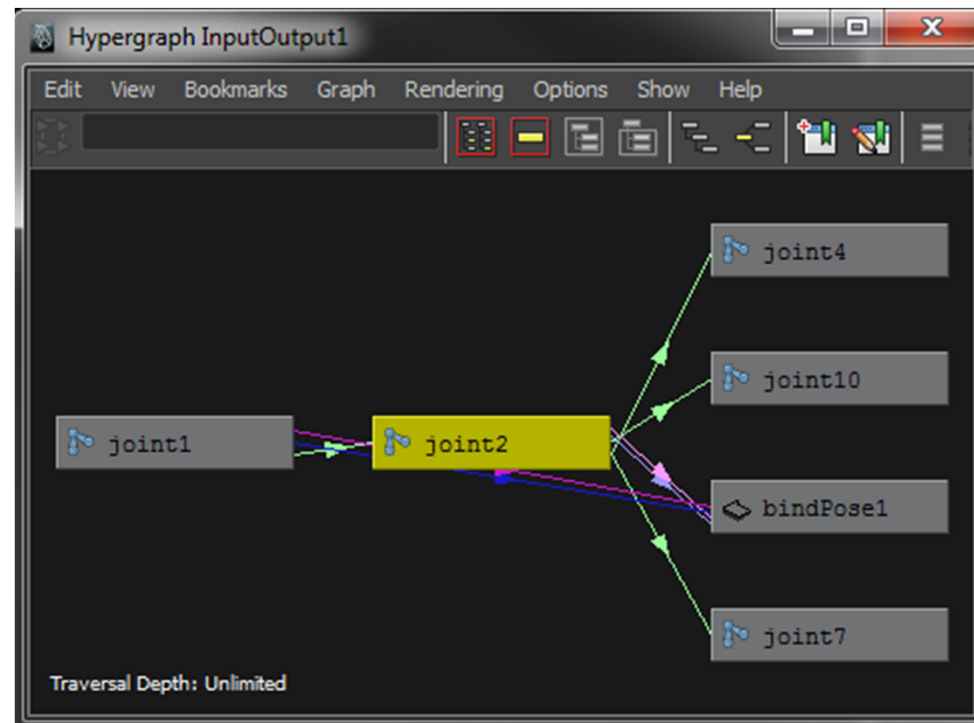 Hypergraph InputOutput1
Edit View Bookmarks Graph Rendering Options Show Help
joint4
joint10
joint1
joint2
bindPose1
joint7
Traversal Depth: Unlimited